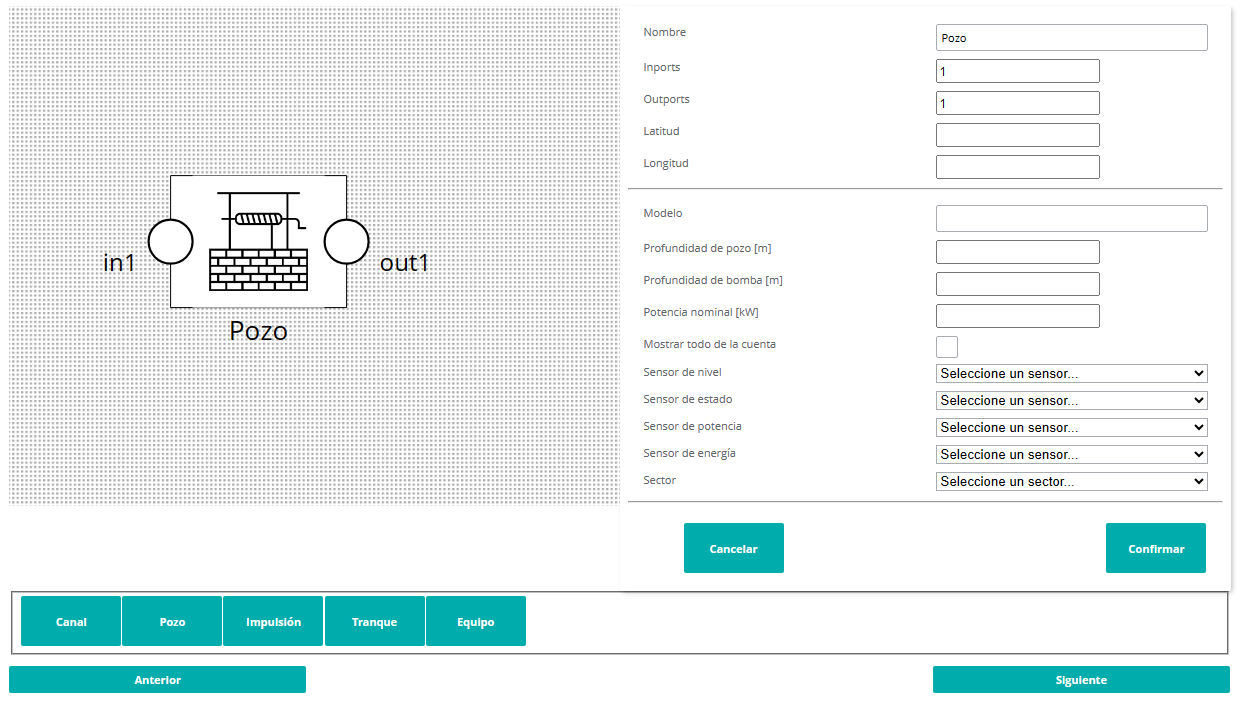 in1
out1
Pozo
Nombre
Pozo
Inports
1
Outports
1
Latitud
Longitud
Modelo
Profundidad de pozo [m]
Profundidad de bomba [m]
Potencia nominal [kW]
Mostrar todo de la cuenta
Sensor de nivel
Seleccione un sensor...
Sensor de estado
Seleccione un sensor...
Sensor de potencia
Seleccione un sensor...
Sensor de energía
Seleccione un sensor...
Sector
Seleccione un sector...
Cancelar
Confirmar
Canal
Pozo
Impulsión
Tranque
Equipo
Anterior
Siguiente